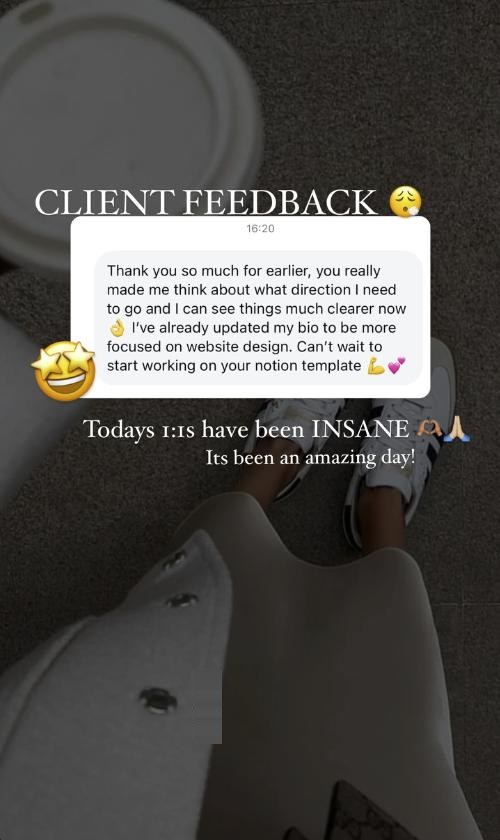 CLIENT FEEDBACK 😮‍💨
16:20
Thank you so much for earlier, you really
made me think about what direction I need
to go and I can see things much clearer now
👌 I've already updated my bio to be more
focused on website design. Can't wait to
start working on your notion template 💪💕
Todays 1:1s have been INSANE 🫶🏽🙏🏼
Its been an amazing day!